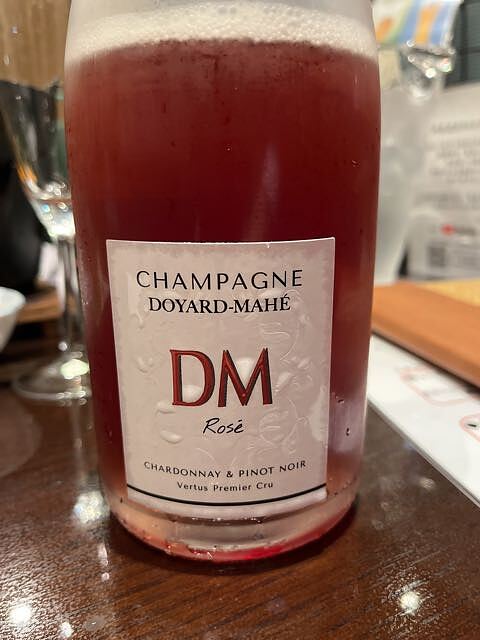 CHAMPAGNE
DOYARD-MAHÉ
DM
Rosé
CHARDONNAY & PINOT NOIR
Vertus Premier Cru